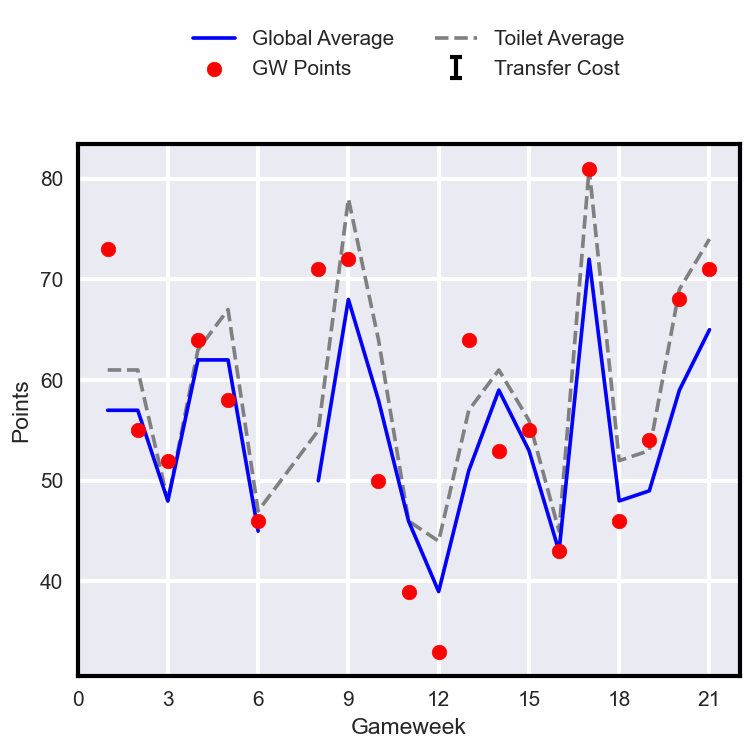 Global Average
Toilet Average
GW Points
Transfer Cost
80
70
60
50
40
Points
0 3 6 9 12 15 18 21
Gameweek